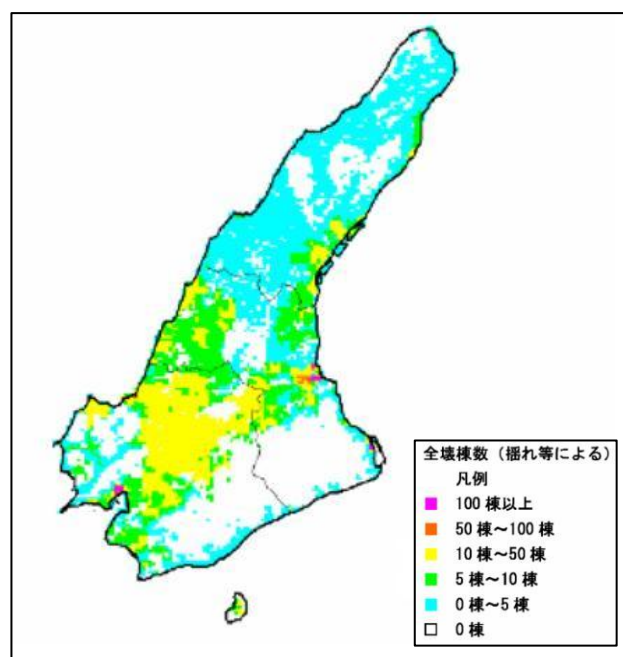 全壊棟数（揺れ等による）
凡例
100 棟以上
50 棟～100 棟
10 棟～50 棟
5 棟～10 棟
0 棟～5 棟
0 棟